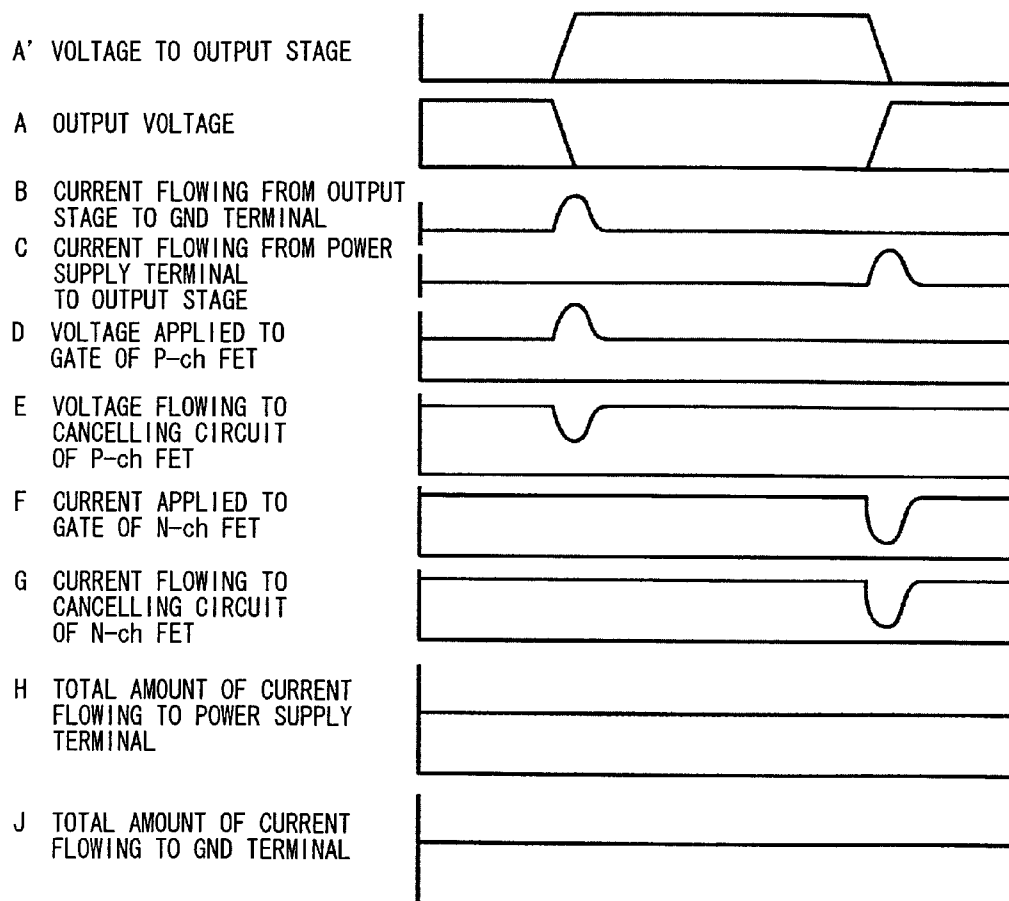 A' VOLTAGE TO OUTPUT STAGE
A OUTPUT VOLTAGE
B CURRENT FLOWING FROM OUTPUT
STAGE TO GND TERMINAL
C CURRENT FLOWING FROM POWER
SUPPLY TERMINAL
TO OUTPUT STAGE
D VOLTAGE APPLIED TO
GATE OF P-ch FET
E VOLTAGE FLOWING TO
CANCELLING CIRCUIT
OF P-ch FET
F CURRENT APPLIED TO
GATE OF N-ch FET
G CURRENT FLOWING TO
CANCELLING CIRCUIT
OF N-ch FET
H TOTAL AMOUNT OF CURRENT
FLOWING TO POWER SUPPLY
TERMINAL
J TOTAL AMOUNT OF CURRENT
FLOWING TO GND TERMINAL